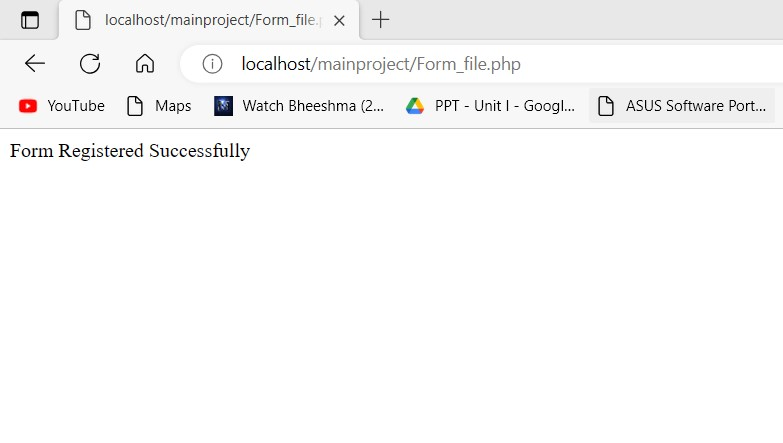 localhost/mainproject/Form_file.p
localhost/mainproject/Form_file.php
YouTube Maps Watch Bheeshma (2... PPT - Unit I - Googl... ASUS Software Port...
Form Registered Successfully